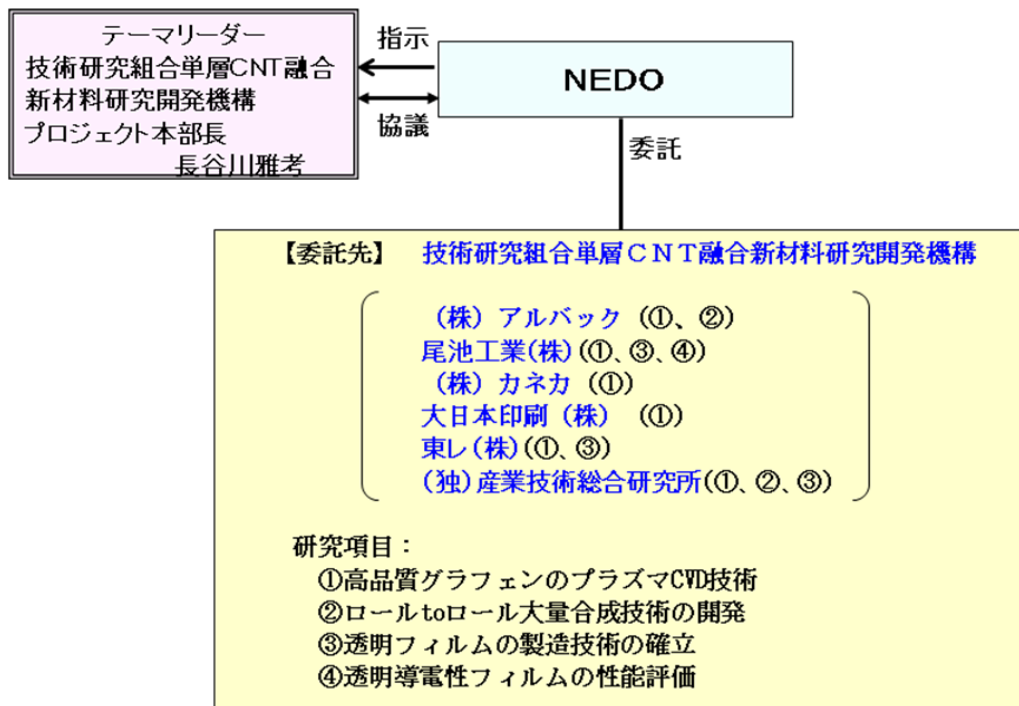 テーマリーダー
技術研究組合単層CNT融合
新材料研究開発機構
プロジェクト本部長
長谷川雅考
指示
協議
NEDO
委託
【委託先】 技術研究組合単層ＣＮＴ融合新材料研究開発機構
（株）アルバック（①、②）
尾池工業(株)(①、③、④)
（株）カネカ（①）
大日本印刷（株）（①）
東レ(株)(①、③)
(独)産業技術総合研究所(①、②、③)
研究項目：
①高品質グラフェンのプラズマCVD技術
②ロールtoロール大量合成技術の開発
③透明フィルムの製造技術の確立
④透明導電性フィルムの性能評価